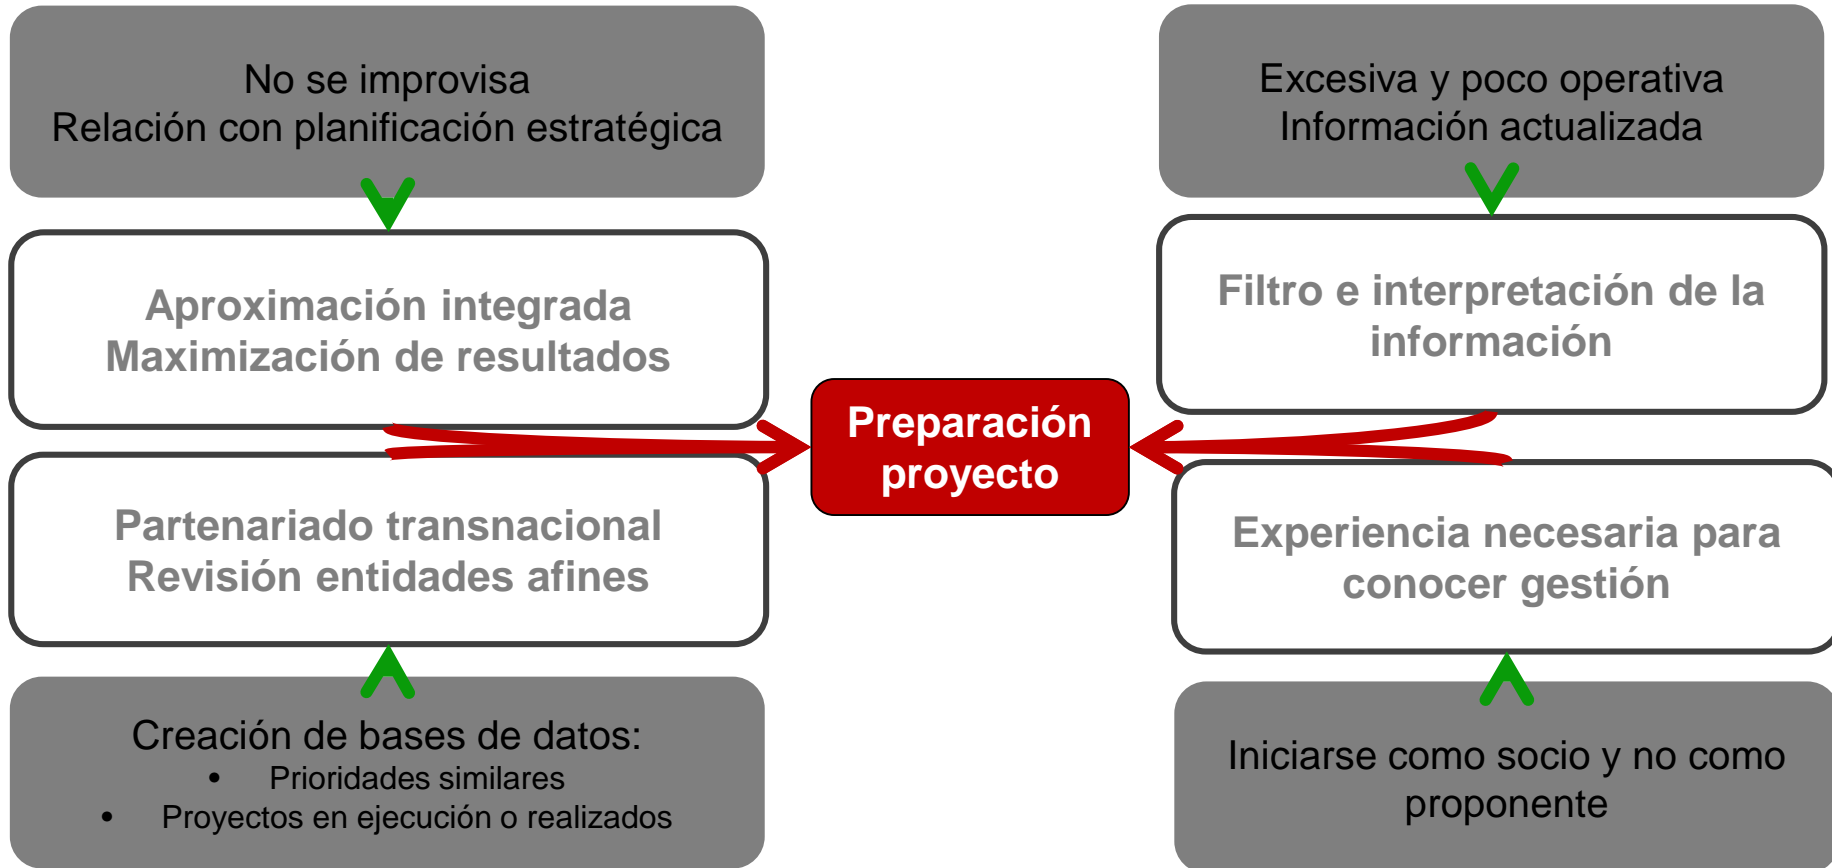 No se improvisa
Relación con planificación estratégica
Aproximación integrada
Maximización de resultados
Partenariado transnacional
Revisión entidades afines
Creación de bases de datos:
• Prioridades similares
• Proyectos en ejecución o realizados
Preparación
proyecto
Excesiva y poco operativa
Información actualizada
Filtro e interpretación de la
información
Experiencia necesaria para
conocer gestión
Iniciarse como socio y no como
proponente